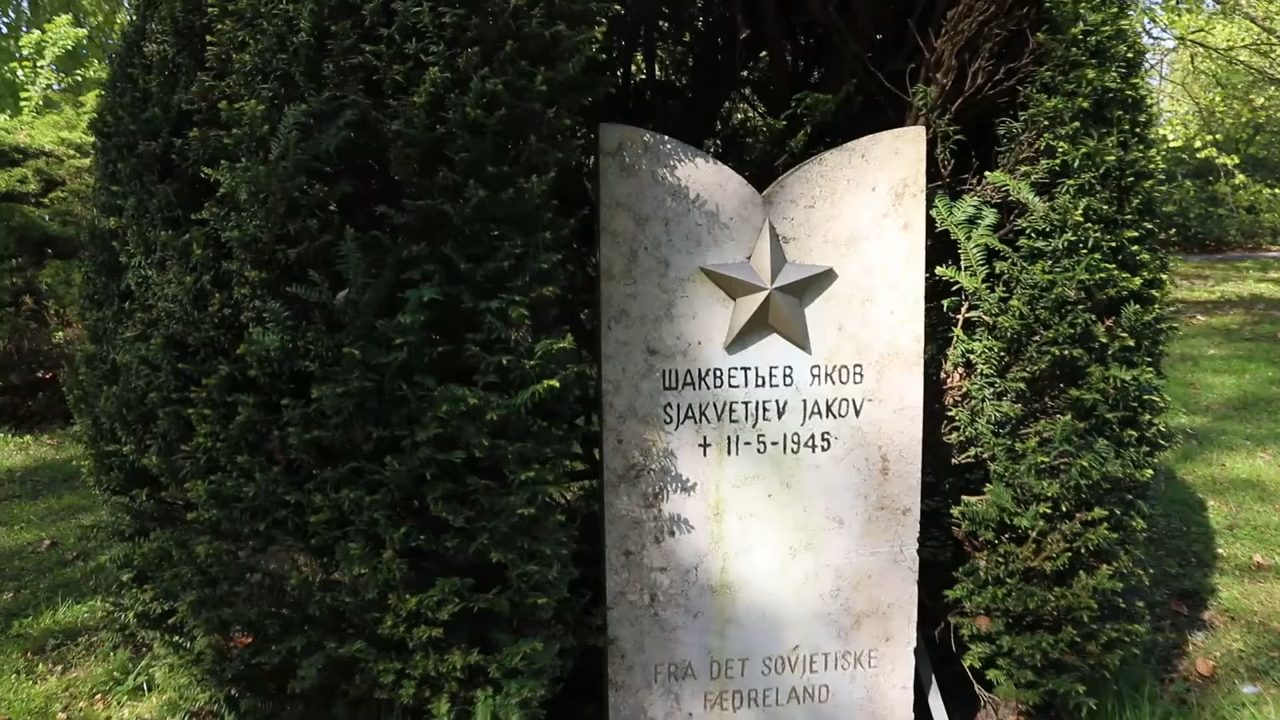 ШАКВЕТЬЕВ ЯКОВ
SJAKVETJEV JAKOV
+ 11-5-1945
FRA DET SOVJETISKE
FÆDRELAND